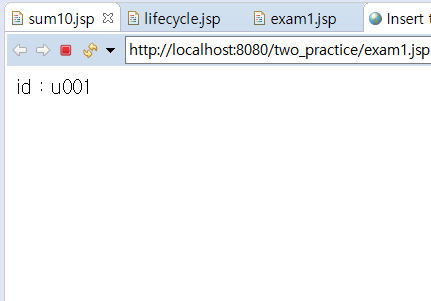 sum10.jsp lifecycle.jsp exam1.jsp Insert t
http://localhost:8080/two_practice/exam1.jsp
id : u001